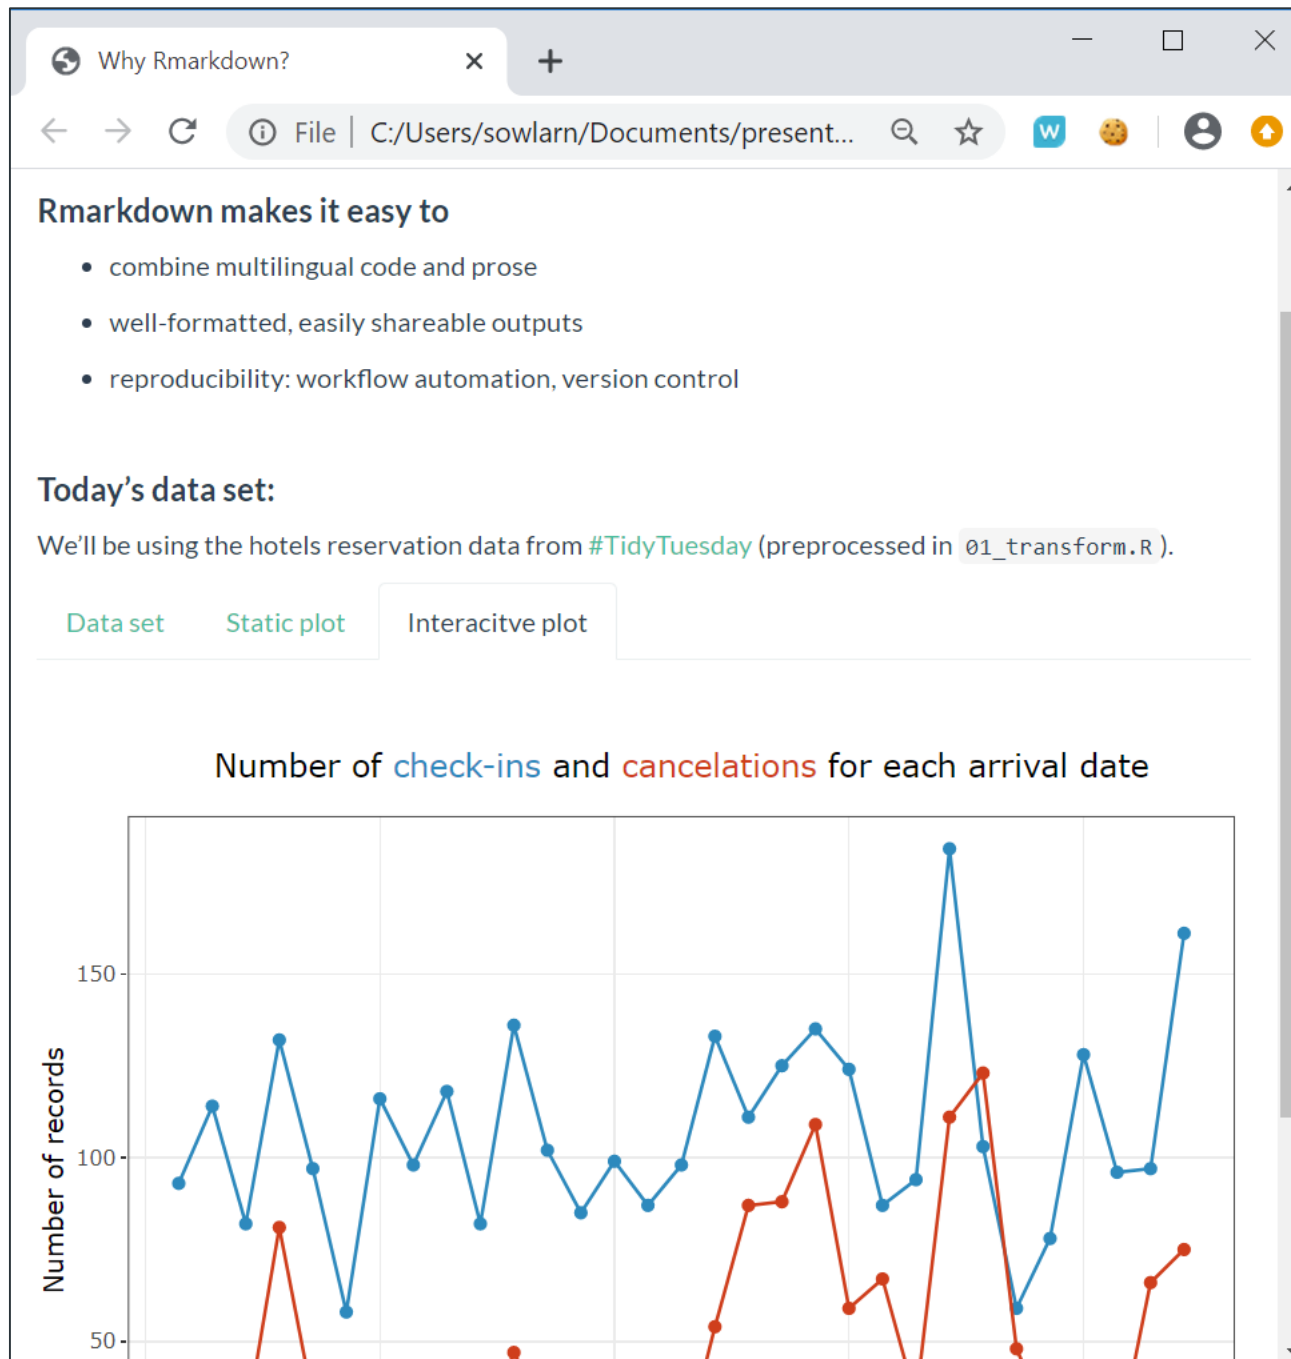 Why Rmarkdown?
File | C:/Users/sowlarn/Documents/present...
W
Rmarkdown makes it easy to
• combine multilingual code and prose
• well-formatted, easily shareable outputs
• reproducibility: workflow automation, version control
Today’s data set:
We’ll be using the hotels reservation data from #TidyTuesday (preprocessed in 01_transform.R).
Data set Static plot Interacitve plot
Number of check-ins and cancelations for each arrival date
150
100
50
Number of records